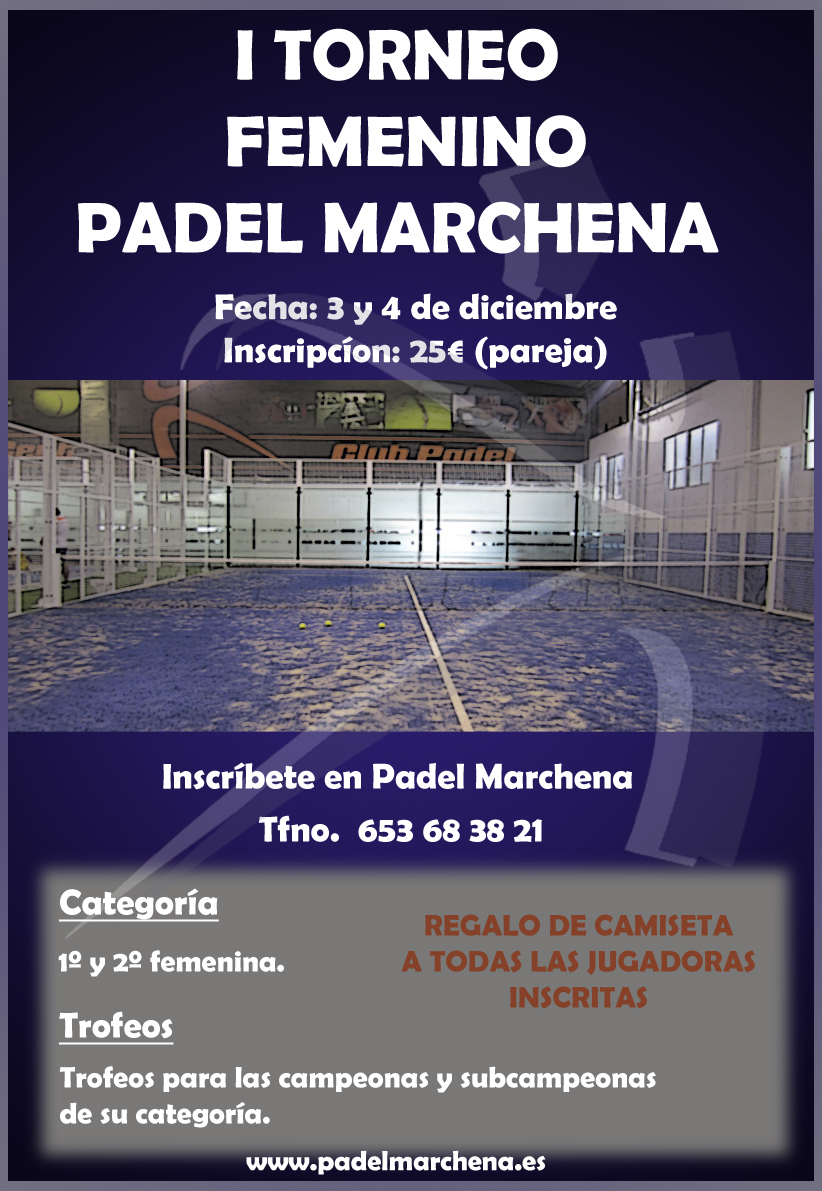 I TORNEO
FEMENINO
PADEL MARCHENA
Fecha: 3 y 4 de diciembre
Inscripcíon: 25€ (pareja)
Club Padel
Inscríbete en Padel Marchena
Tfno. 653 68 38 21
Categoría
1º y 2º femenina.
REGALO DE CAMISETA
A TODAS LAS JUGADORAS
INSCRITAS
Trofeos
Trofeos para las campeonas y subcampeonas
de su categoría.
www.padelmarchena.es